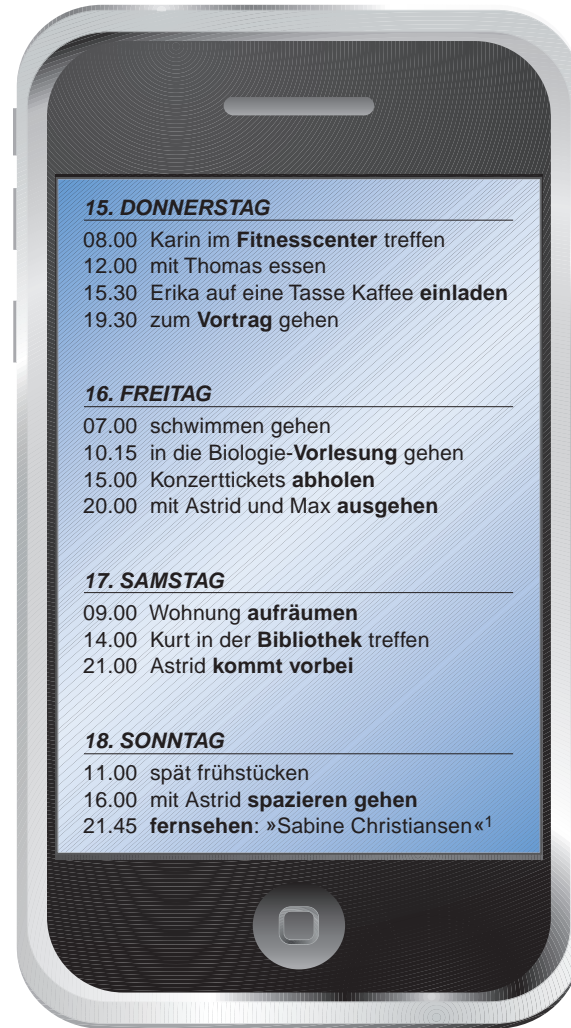 15. DONNERSTAG
08.00 Karin im Fitnesscenter treffen
12.00 mit Thomas essen
15.30 Erika auf eine Tasse Kaffee einladen
19.30 zum Vortrag gehen
16. FREITAG
07.00 schwimmen gehen
10.15 in die Biologie-Vorlesung gehen
15.00 Konzerttickets abholen
20.00 mit Astrid und Max ausgehen
17. SAMSTAG
09.00 Wohnung aufräumen
14.00 Kurt in der Bibliothek treffen
21.00 Astrid kommt vorbei
18. SONNTAG
11.00 spät frühstücken
16.00 mit Astrid spazieren gehen
21.45 fernsehen: »Sabine Christiansen«¹